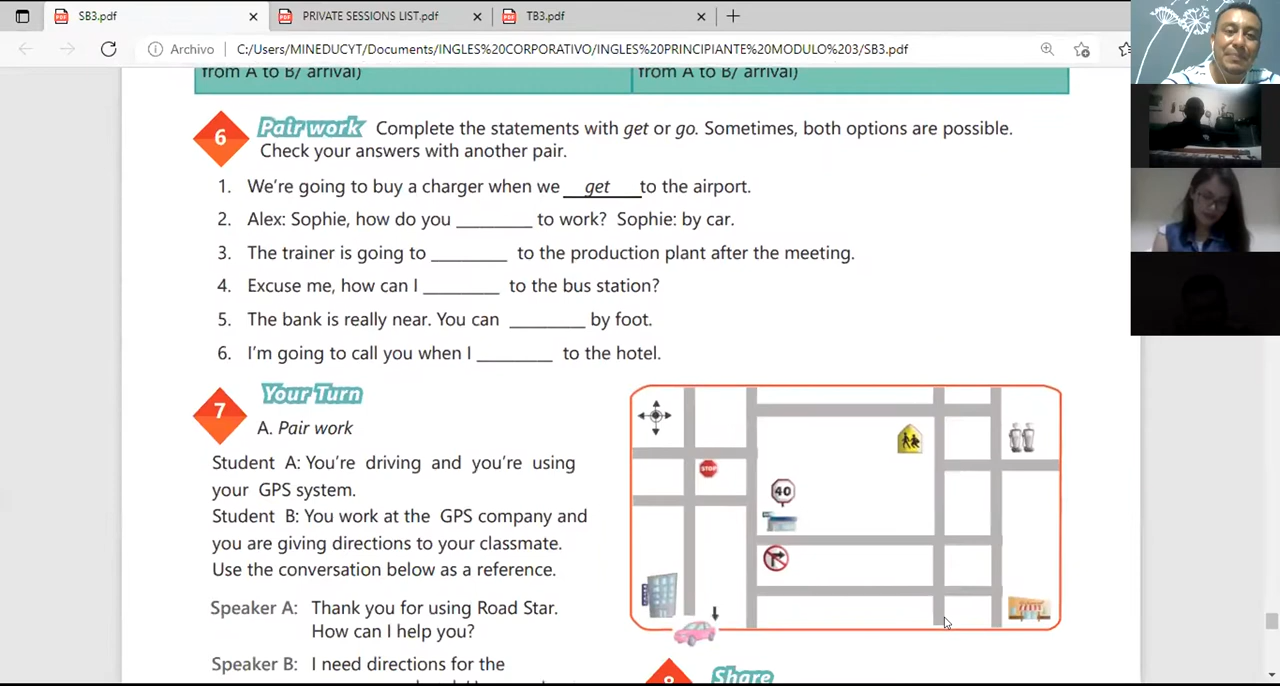 SB3.pdf
PRIVATE SESSIONS LIST.pdf
TB3.pdf
Archivo
C:/Users/MINEDUCYT/Documents/INGLES%20CORPORATIVO/INGLES%20PRINCIPIANTE%20MODULO%203/SB3.pdf
from A to B/ arrival)
from A to B/ arrival)
6 Pair work Complete the statements with get or go. Sometimes, both options are possible.
Check your answers with another pair.
1. We're going to buy a charger when we __get__ to the airport.
2. Alex: Sophie, how do you ________ to work? Sophie: by car.
3. The trainer is going to ________ to the production plant after the meeting.
4. Excuse me, how can I ________ to the bus station?
5. The bank is really near. You can ________ by foot.
6. I'm going to call you when I ________ to the hotel.
7 Your Turn
A. Pair work
Student A: You're driving and you're using
your GPS system.
Student B: You work at the GPS company and
you are giving directions to your classmate.
Use the conversation below as a reference.
Speaker A: Thank you for using Road Star.
How can I help you?
Speaker B: I need directions for the
STOP
40
8 Share